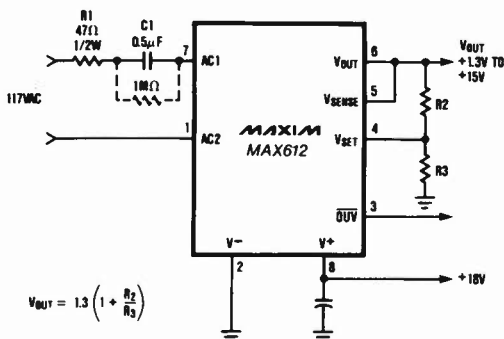 R1
47Ω
1/2W
C1
0.5μF
1MΩ
117VAC
7
AC1
1
AC2
MAXIM
MAX612
VOUT
6
VSENSE
5
VSET
4
OUV
3
V−
2
V+
8
VOUT
+1.3V TO
+15V
R2
R3
+18V
VOUT = 1.3 (1 + R2/R3)